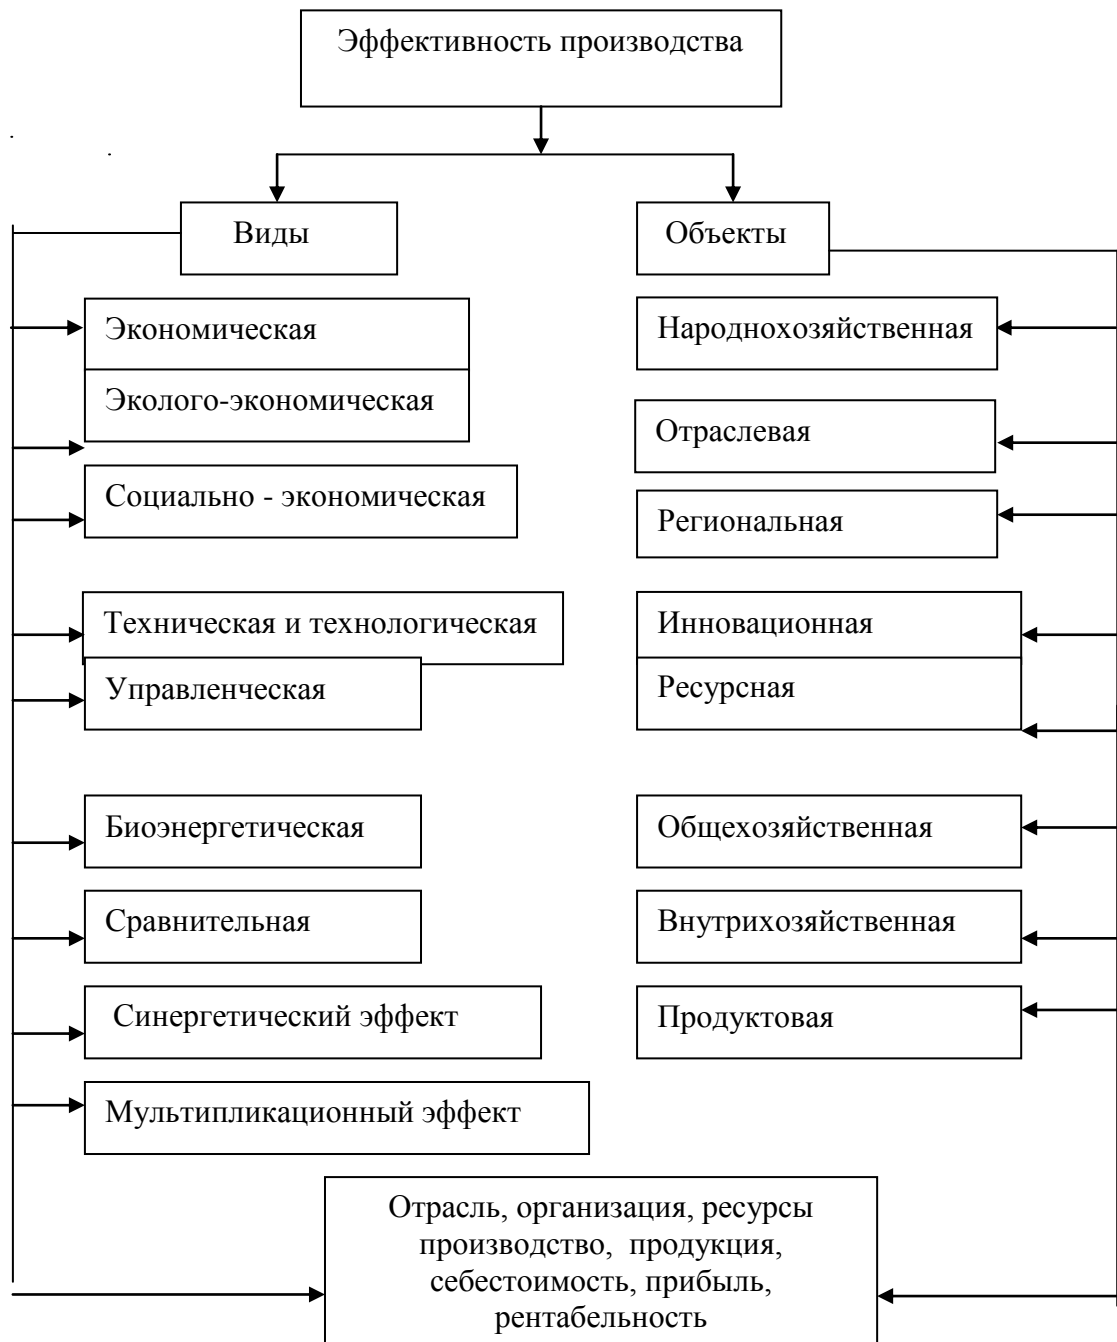 Эффективность производства
Виды
Объекты
Экономическая
Эколого-экономическая
Социально - экономическая
Техническая и технологическая
Управленческая
Биоэнергетическая
Сравнительная
Синергетический эффект
Мультипликационный эффект
Народнохозяйственная
Отраслевая
Региональная
Инновационная
Ресурсная
Общехозяйственная
Внутрихозяйственная
Продуктовая
Отрасль, организация, ресурсы
производство, продукция,
себестоимость, прибыль,
рентабельность